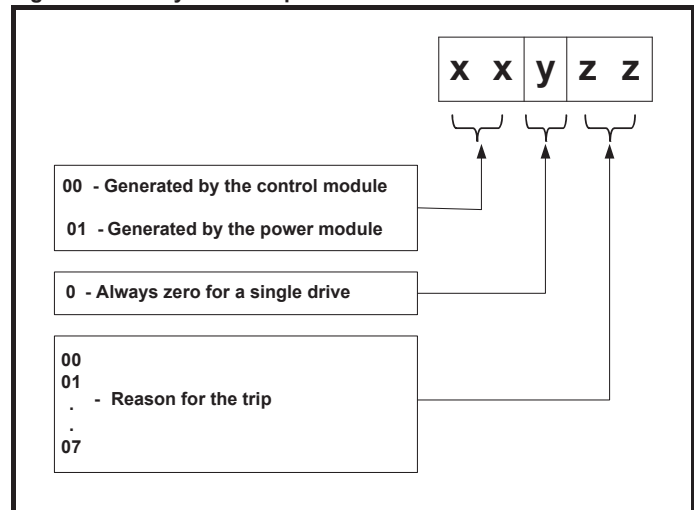 x x y z z
00 - Generated by the control module
01 - Generated by the power module
0 - Always zero for a single drive
00
01
. - Reason for the trip
.
07